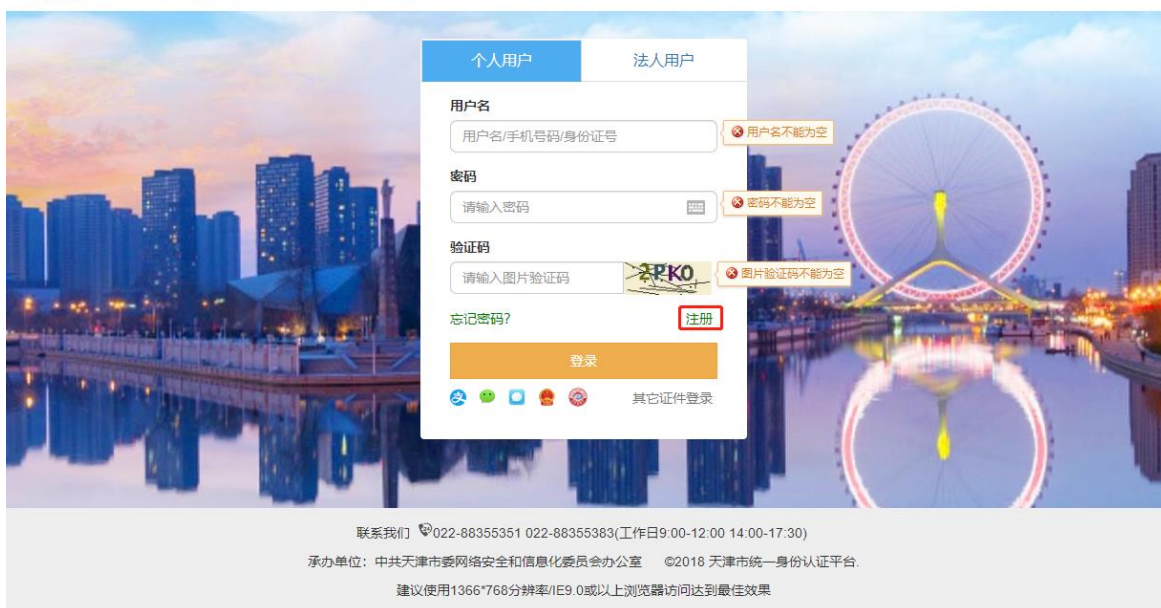 个人用户 法人用户
用户名
用户名/手机号码/身份证号 用户名不能为空
密码
请输入密码 密码不能为空
验证码
请输入图片验证码 2PKO 图片验证码不能为空
忘记密码? 注册
登录
其它证件登录
联系我们 022-88355351 022-88355383(工作日9:00-12:00 14:00-17:30)
承办单位：中共天津市委网络安全和信息化委员会办公室 ©2018 天津市统一身份认证平台.
建议使用1366*768分辨率/IE9.0或以上浏览器访问达到最佳效果